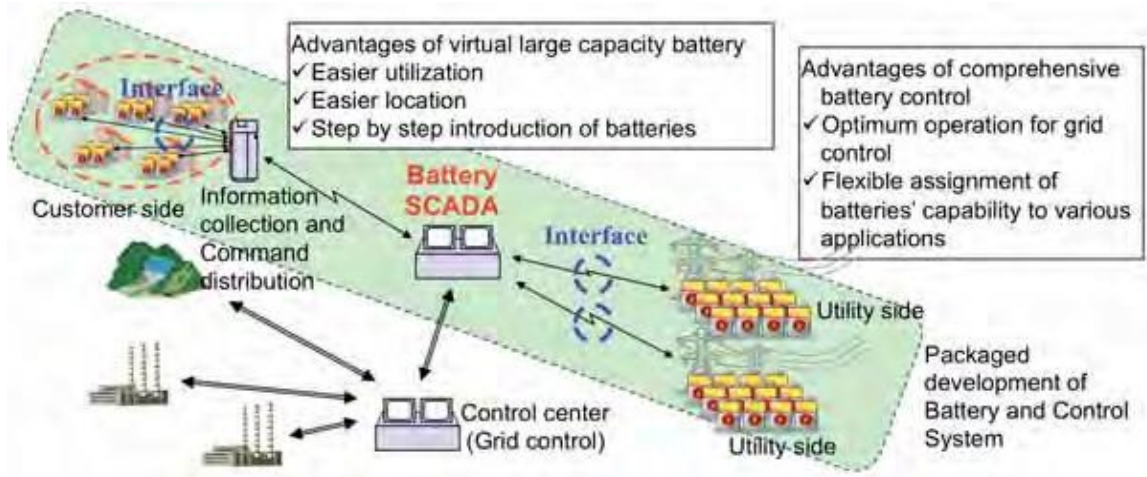 Advantages of virtual large capacity battery
✓ Easier utilization
✓ Easier location
✓ Step by step introduction of batteries
Advantages of comprehensive
battery control
✓ Optimum operation for grid
control
✓ Flexible assignment of
batteries' capability to various
applications
Interface
Customer side
Information
collection and
Command
distribution
Battery
SCADA
Interface
Utility side
Utility side
Control center
(Grid control)
Packaged
development of
Battery and Control
System